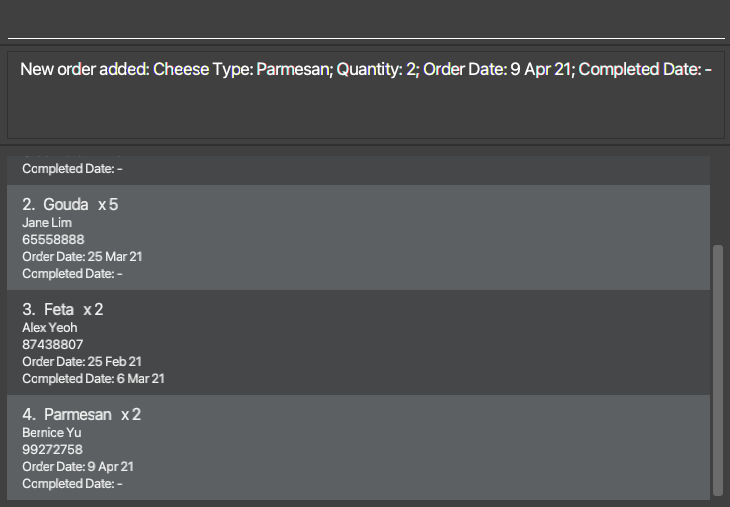 New order added: Cheese Type: Parmesan; Quantity: 2; Order Date: 9 Apr 21; Completed Date: -
Completed Date: -
2. Gouda x 5
Jane Lim
65558888
Order Date: 25 Mar 21
Completed Date: -
3. Feta x 2
Alex Yeoh
87438807
Order Date: 25 Feb 21
Completed Date: 6 Mar 21
4. Parmesan x 2
Bernice Yu
99272758
Order Date: 9 Apr 21
Completed Date: -